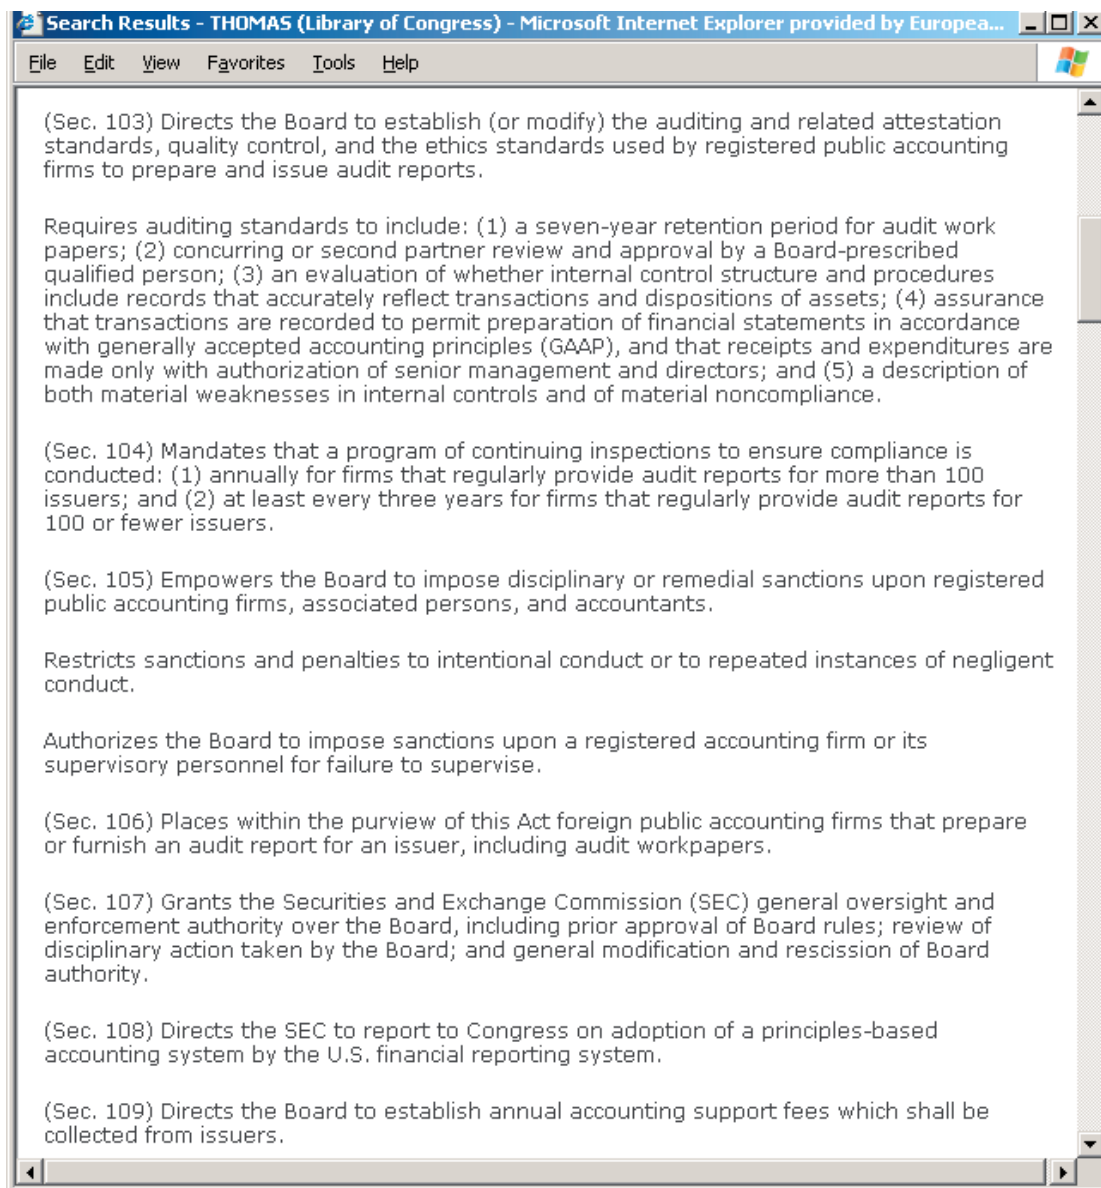 Search Results - THOMAS (Library of Congress) - Microsoft Internet Explorer provided by Europea...
File Edit View Favorites Tools Help
(Sec. 103) Directs the Board to establish (or modify) the auditing and related attestation
standards, quality control, and the ethics standards used by registered public accounting
firms to prepare and issue audit reports.
Requires auditing standards to include: (1) a seven-year retention period for audit work
papers; (2) concurring or second partner review and approval by a Board-prescribed
qualified person; (3) an evaluation of whether internal control structure and procedures
include records that accurately reflect transactions and dispositions of assets; (4) assurance
that transactions are recorded to permit preparation of financial statements in accordance
with generally accepted accounting principles (GAAP), and that receipts and expenditures are
made only with authorization of senior management and directors; and (5) a description of
both material weaknesses in internal controls and of material noncompliance.
(Sec. 104) Mandates that a program of continuing inspections to ensure compliance is
conducted: (1) annually for firms that regularly provide audit reports for more than 100
issuers; and (2) at least every three years for firms that regularly provide audit reports for
100 or fewer issuers.
(Sec. 105) Empowers the Board to impose disciplinary or remedial sanctions upon registered
public accounting firms, associated persons, and accountants.
Restricts sanctions and penalties to intentional conduct or to repeated instances of negligent
conduct.
Authorizes the Board to impose sanctions upon a registered accounting firm or its
supervisory personnel for failure to supervise.
(Sec. 106) Places within the purview of this Act foreign public accounting firms that prepare
or furnish an audit report for an issuer, including audit workpapers.
(Sec. 107) Grants the Securities and Exchange Commission (SEC) general oversight and
enforcement authority over the Board, including prior approval of Board rules; review of
disciplinary action taken by the Board; and general modification and rescission of Board
authority.
(Sec. 108) Directs the SEC to report to Congress on adoption of a principles-based
accounting system by the U.S. financial reporting system.
(Sec. 109) Directs the Board to establish annual accounting support fees which shall be
collected from issuers.